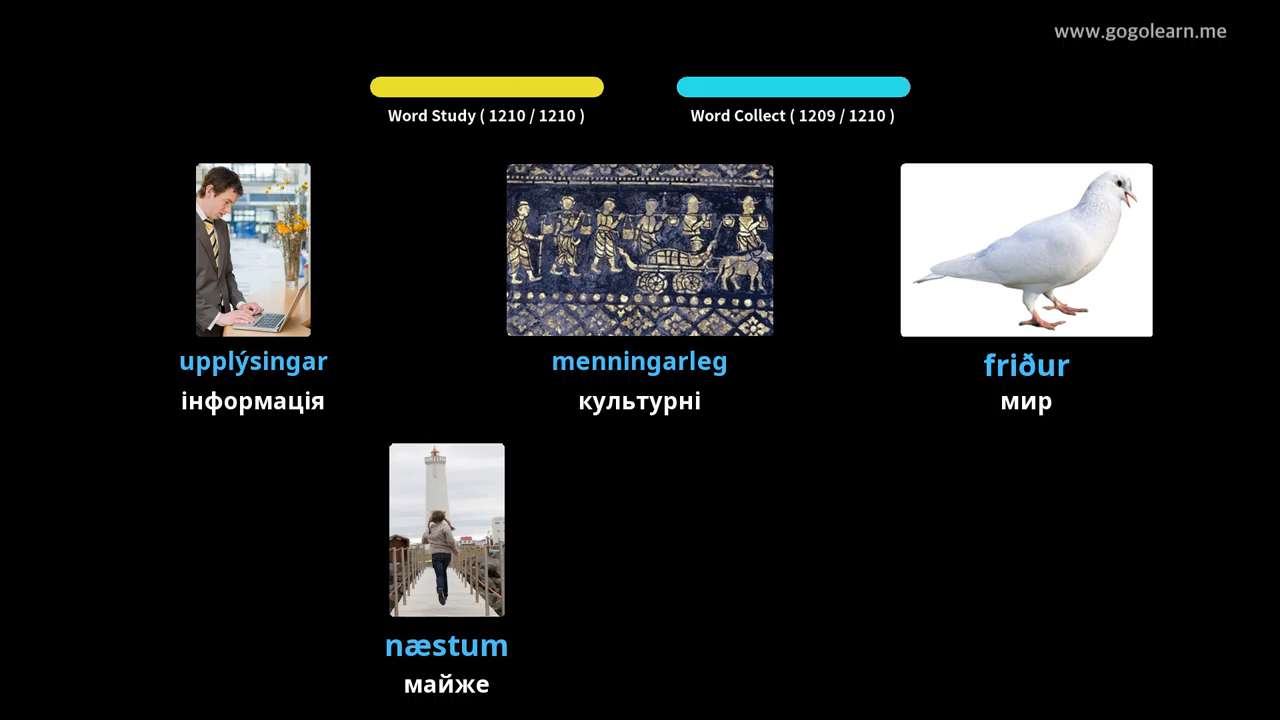 www.gogolearn.me
Word Study ( 1210 / 1210 )
Word Collect ( 1209 / 1210 )
upplýsingar
інформація
menningarleg
культурні
friður
мир
næstum
майже